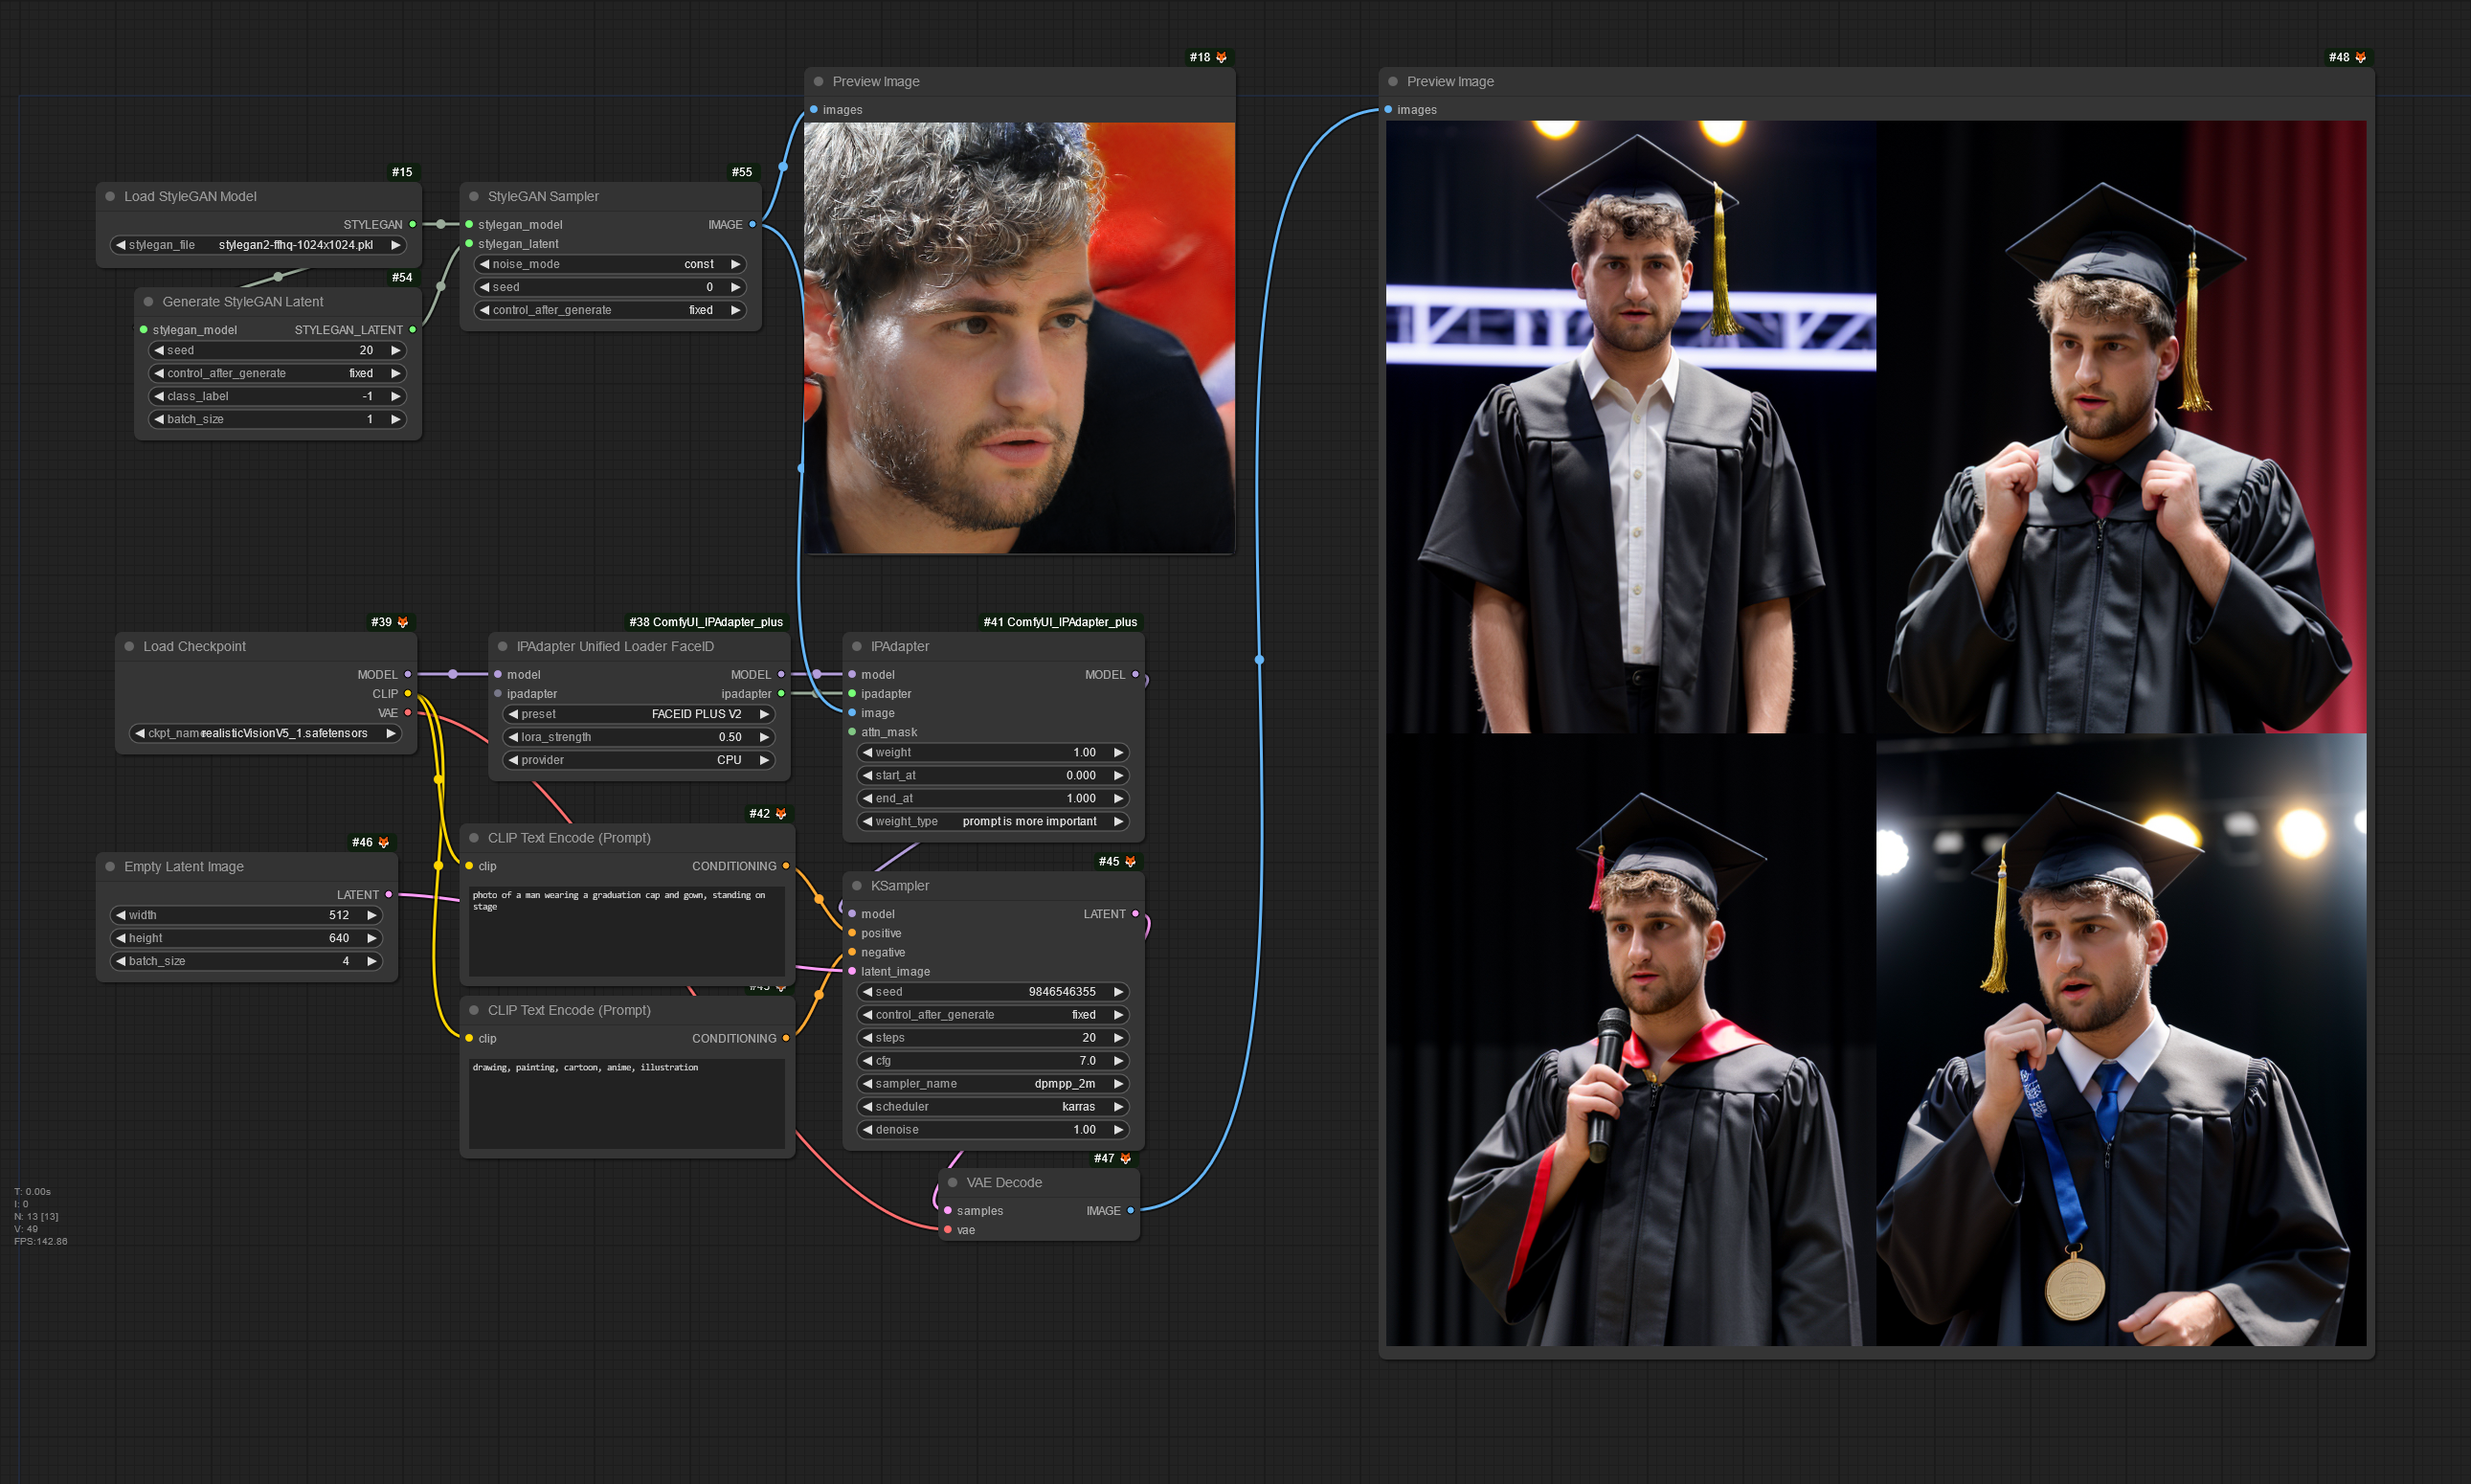 #18
Preview Image
images
#48
Preview Image
images
#15
Load StyleGAN Model
STYLEGAN
stylegan_file stylegan2-ffhq-1024x1024.pkl
#54
Generate StyleGAN Latent
stylegan_model STYLEGAN_LATENT
seed 20
control_after_generate fixed
class_label -1
batch_size 1
#55
StyleGAN Sampler
stylegan_model IMAGE
stylegan_latent
noise_mode const
seed 0
control_after_generate fixed
#39
Load Checkpoint
MODEL
CLIP
VAE
ckpt_name realisticVisionV5_1.safetensors
#38 ComfyUI_IPAdapter_plus
IPAdapter Unified Loader FaceID
model MODEL
ipadapter ipadapter
preset FACEID PLUS V2
lora_strength 0.50
provider CPU
#41 ComfyUI_IPAdapter_plus
IPAdapter
model MODEL
ipadapter
image
attn_mask
weight 1.00
start_at 0.000
end_at 1.000
weight_type prompt is more important
#46
Empty Latent Image
LATENT
width 512
height 640
batch_size 4
#42
CLIP Text Encode (Prompt)
clip CONDITIONING
photo of a man wearing a graduation cap and gown, standing on
stage
CLIP Text Encode (Prompt)
clip CONDITIONING
drawing, painting, cartoon, anime, illustration
#45
KSampler
model LATENT
positive
negative
latent_image
seed 9846546355
control_after_generate fixed
steps 20
cfg 7.0
sampler_name dpmpp_2m
scheduler karras
denoise 1.00
#47
VAE Decode
samples IMAGE
vae
T: 0.00s
I: 0
N: 13 [13]
V: 49
FPS:142.86